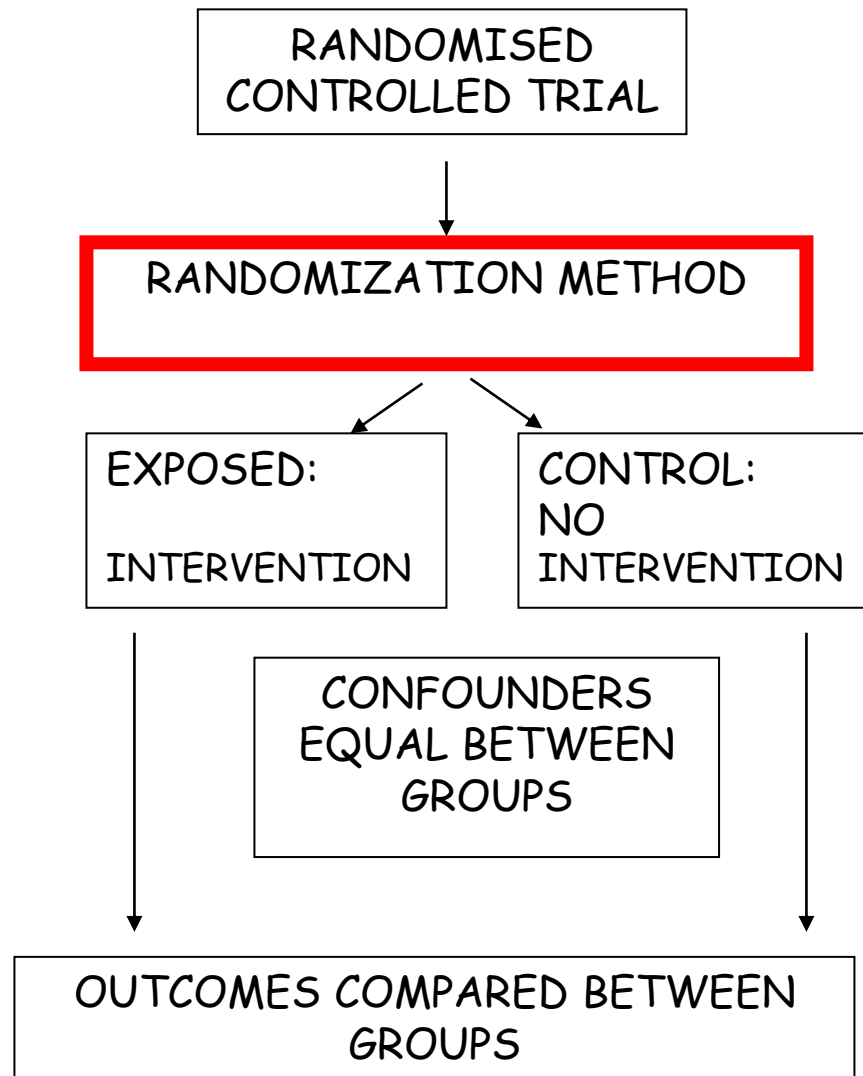 RANDOMISED
CONTROLLED TRIAL
RANDOMIZATION METHOD
EXPOSED:
INTERVENTION
CONTROL:
NO
INTERVENTION
CONFOUNDERS
EQUAL BETWEEN
GROUPS
OUTCOMES COMPARED BETWEEN
GROUPS